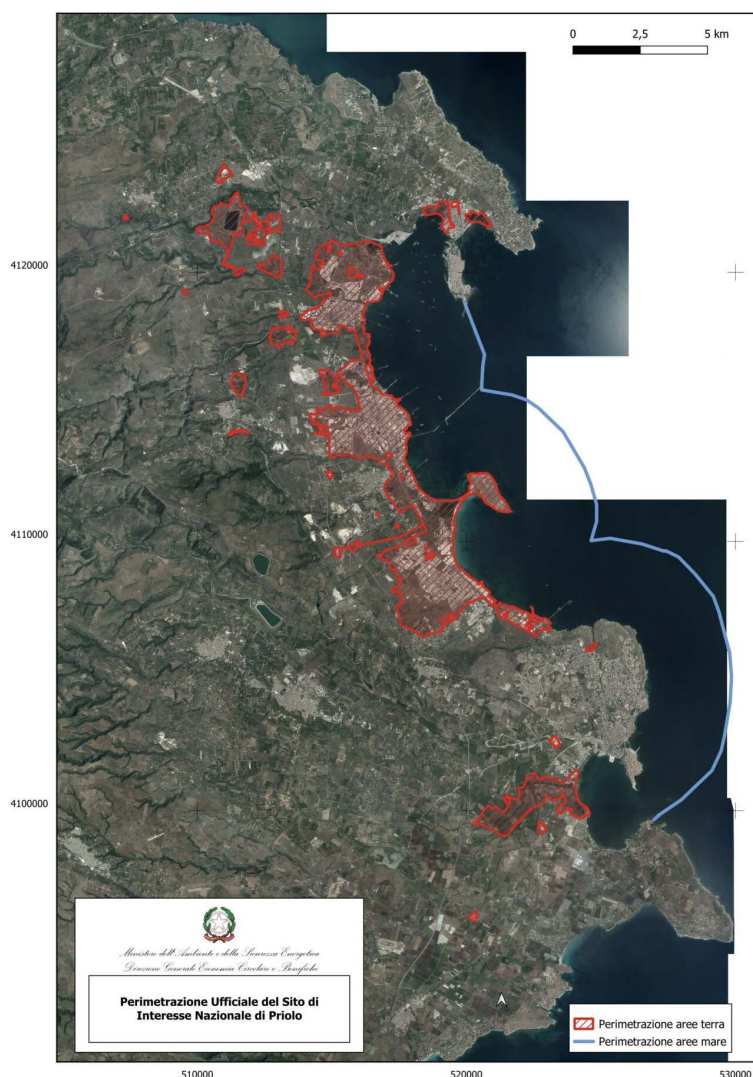 0 2,5 5 km
4120000
4110000
4100000
Ministero dell'Ambiente e della Sicurezza Energetica
Direzione Generale Economia Circolare e Bonifiche
Perimetrazione Ufficiale del Sito di
Interesse Nazionale di Priolo
Perimetrazione aree terra
Perimetrazione aree mare
510000 520000 530000